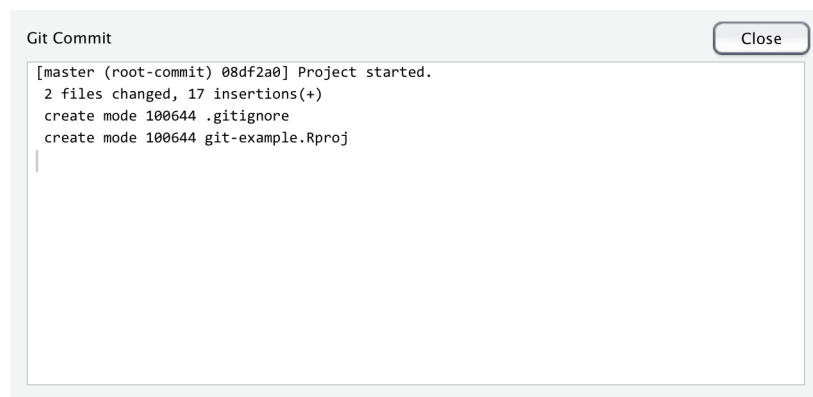 Git Commit
Close
[master (root-commit) 08df2a0] Project started.
2 files changed, 17 insertions(+)
create mode 100644 .gitignore
create mode 100644 git-example.Rproj